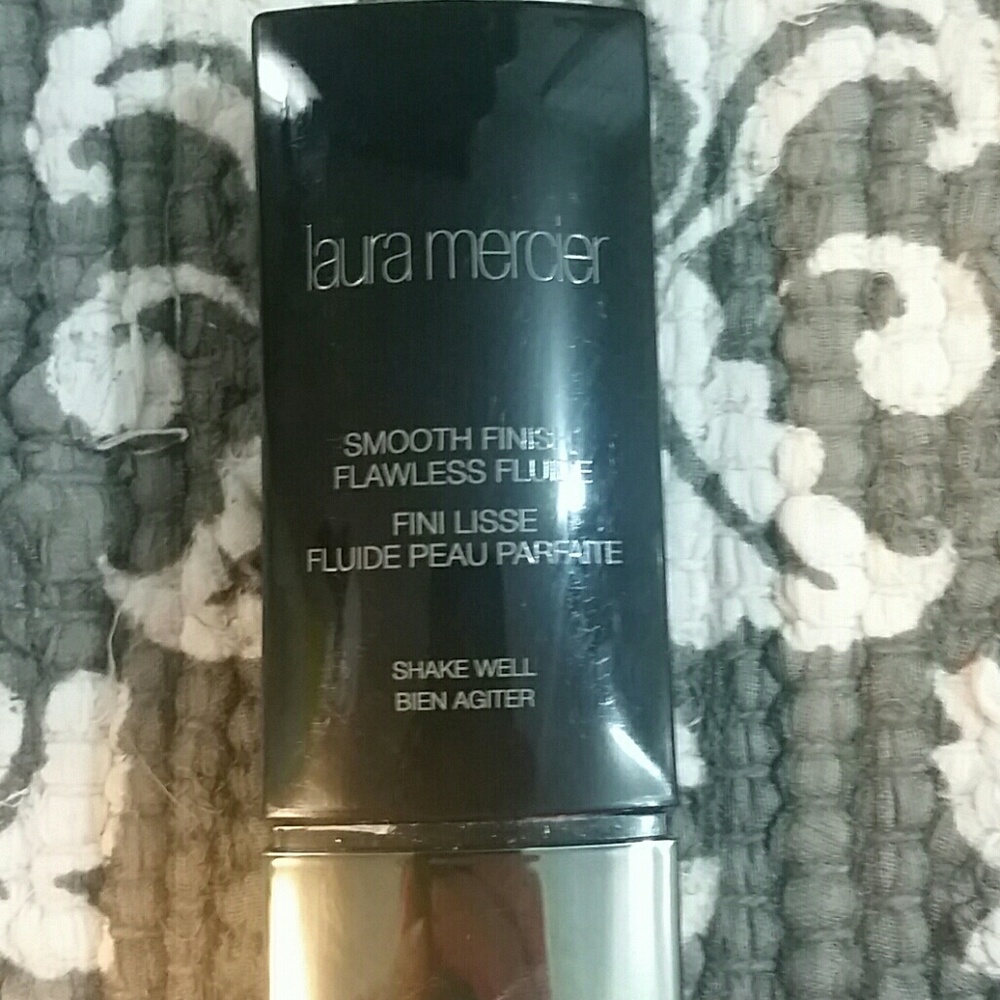 laura mercier
SMOOTH FINISH
FLAWLESS FLUIDE
FINI LISSE
FLUIDE PEAU PARFAITE
SHAKE WELL
BIEN AGITER